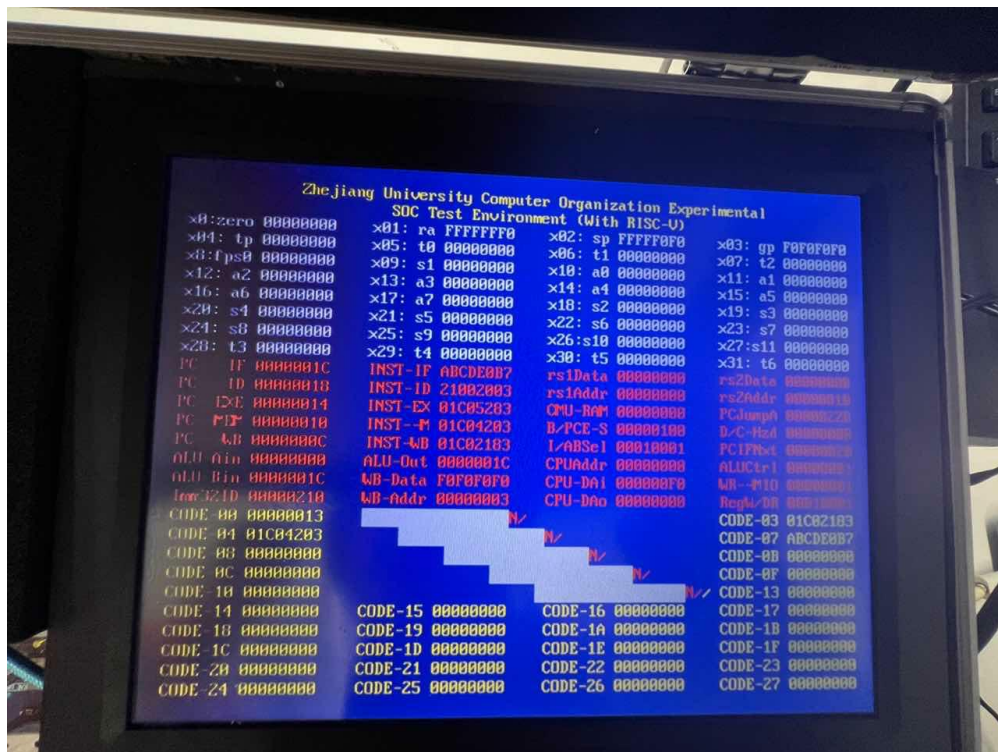 Zhejiang University Computer Organization Experimental
SOC Test Environment (With RISC-V)
x0:zero 00000000 x01: ra FFFFFFF0 x02: sp FFFFF0F0 x03: gp F0F0F0F0
x04: tp 00000000 x05: t0 00000000 x06: t1 00000000 x07: t2 00000000
x8:fps0 00000000 x09: s1 00000000 x10: a0 00000000 x11: a1 00000000
x12: a2 00000000 x13: a3 00000000 x14: a4 00000000 x15: a5 00000000
x16: a6 00000000 x17: a7 00000000 x18: s2 00000000 x19: s3 00000000
x20: s4 00000000 x21: s5 00000000 x22: s6 00000000 x23: s7 00000000
x24: s8 00000000 x25: s9 00000000 x26:s10 00000000 x27:s11 00000000
x28: t3 00000000 x29: t4 00000000 x30: t5 00000000 x31: t6 00000000
PC IF 0000001C INST-IF ABCDE0B7 rs1Data 00000000 rs2Data 00000000
PC ID 00000018 INST-ID 21002003 rs1Addr 00000000 rs2Addr
PC EXE 00000014 INST-EX 01C05283 CMU-RAM 00000000 PCJumpA
PC 00000010 INST--M 01C04203 B/PCE-S 00000100 D/C-Hzd
PC WB 0000000C INST-WB 01C02183 I/ABSel 00010001 PCIFNxt
ALU-Ain 00000000 ALU-Out 0000001C CPUAddr 00000000 ALUCtrl
ALU-Bin 0000001C WB-Data F0F0F0F0 CPU-DAi 000000F0 WR--MIO
Imm32ID 00000210 WB-Addr 00000003 CPU-DAo 00000000 RegW/DR
CODE-00 00000013 N/ CODE-03 01C02183
CODE-04 01C04203 N/ CODE-07 ABCDE0B7
CODE-08 00000000 N/ CODE-0B 00000000
CODE-0C 00000000 N/ CODE-0F 00000000
CODE-10 00000000 N// CODE-13 00000000
CODE-14 00000000 CODE-15 00000000 CODE-16 00000000 CODE-17 00000000
CODE-18 00000000 CODE-19 00000000 CODE-1A 00000000 CODE-1B 00000000
CODE-1C 00000000 CODE-1D 00000000 CODE-1E 00000000 CODE-1F 00000000
CODE-20 00000000 CODE-21 00000000 CODE-22 00000000 CODE-23 00000000
CODE-24 00000000 CODE-25 00000000 CODE-26 00000000 CODE-27 00000000